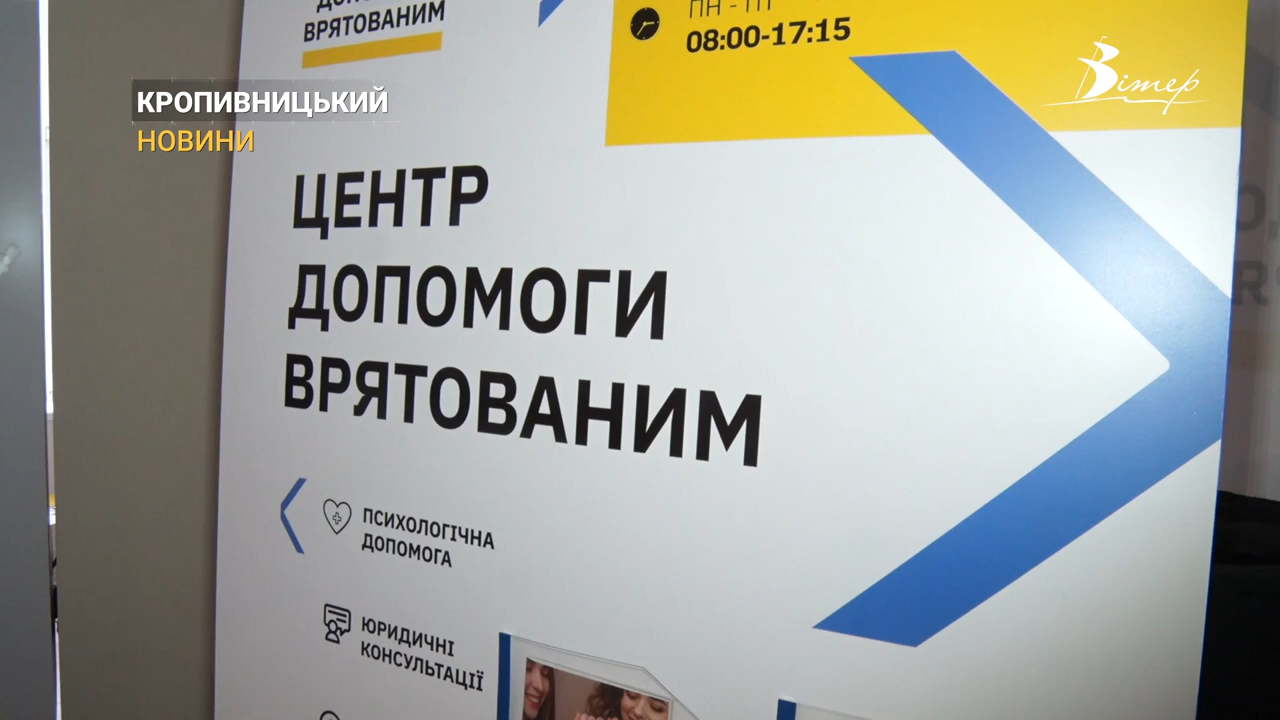 ВРЯТОВАНИМ
ПН - ПТ
08:00-17:15
Вітер
КРОПИВНИЦЬКИЙ
НОВИНИ
ЦЕНТР
ДОПОМОГИ
ВРЯТОВАНИМ
ПСИХОЛОГІЧНА
ДОПОМОГА
ЮРИДИЧНІ
КОНСУЛЬТАЦІЇ